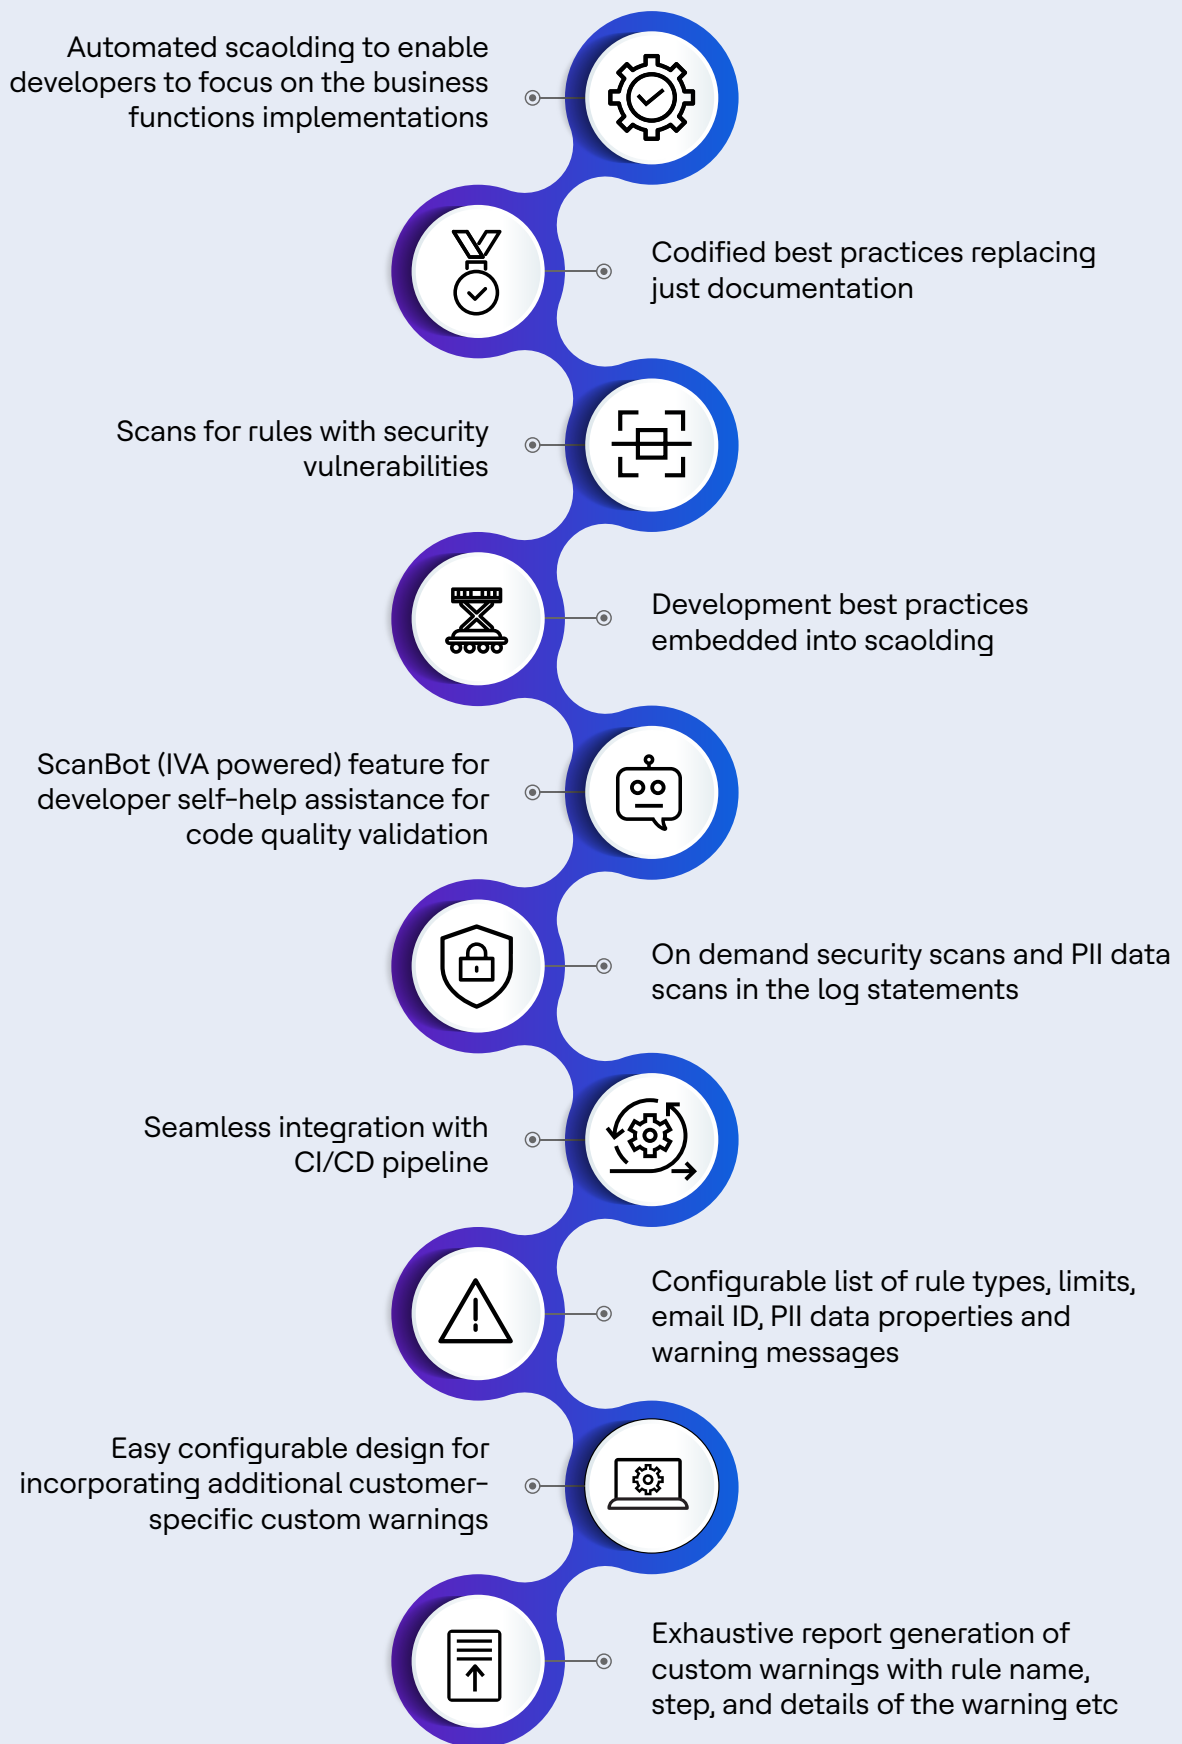 Automated scaolding to enable
developers to focus on the business
functions implementations
Codified best practices replacing
just documentation
Scans for rules with security
vulnerabilities
Development best practices
embedded into scaolding
ScanBot (IVA powered) feature for
developer self-help assistance for
code quality validation
On demand security scans and PII data
scans in the log statements
Seamless integration with
CI/CD pipeline
Configurable list of rule types, limits,
email ID, PII data properties and
warning messages
Easy configurable design for
incorporating additional customer-
specific custom warnings
Exhaustive report generation of
custom warnings with rule name,
step, and details of the warning etc